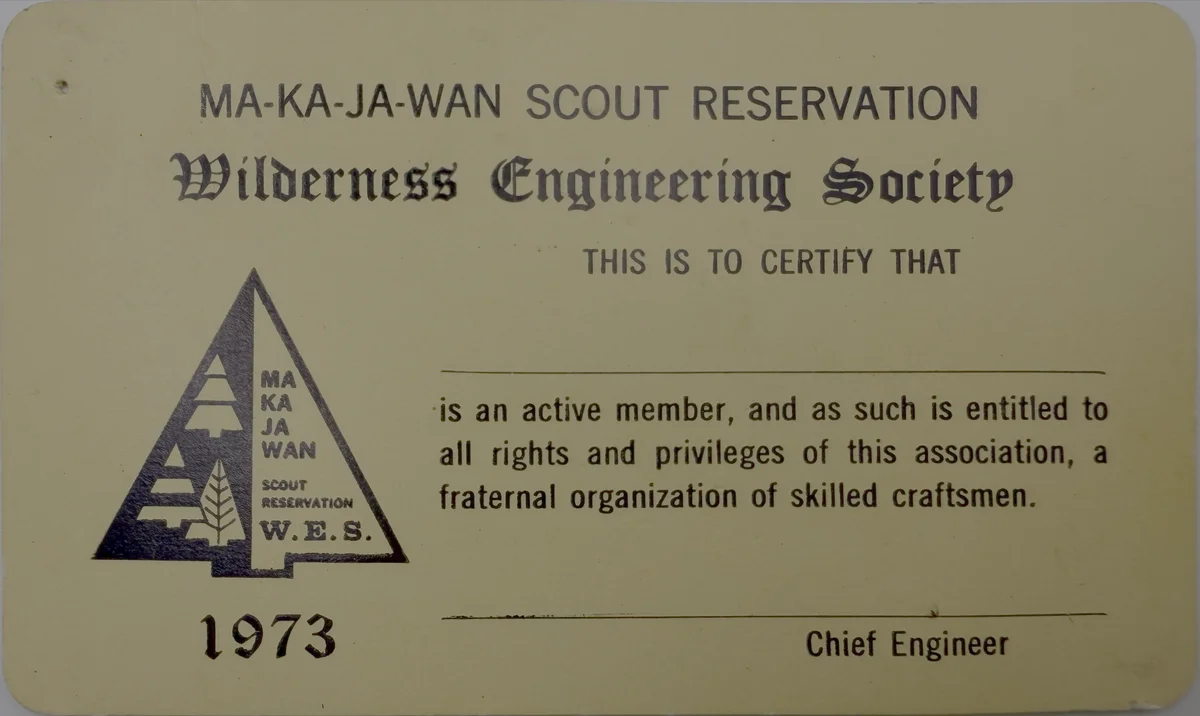 MA-KA-JA-WAN SCOUT RESERVATION
Wilderness Engineering Society
THIS IS TO CERTIFY THAT
MA
KA
JA
WAN
SCOUT
RESERVATION
W.E.S.
1973
is an active member, and as such is entitled to
all rights and privileges of this association, a
fraternal organization of skilled craftsmen.
Chief Engineer